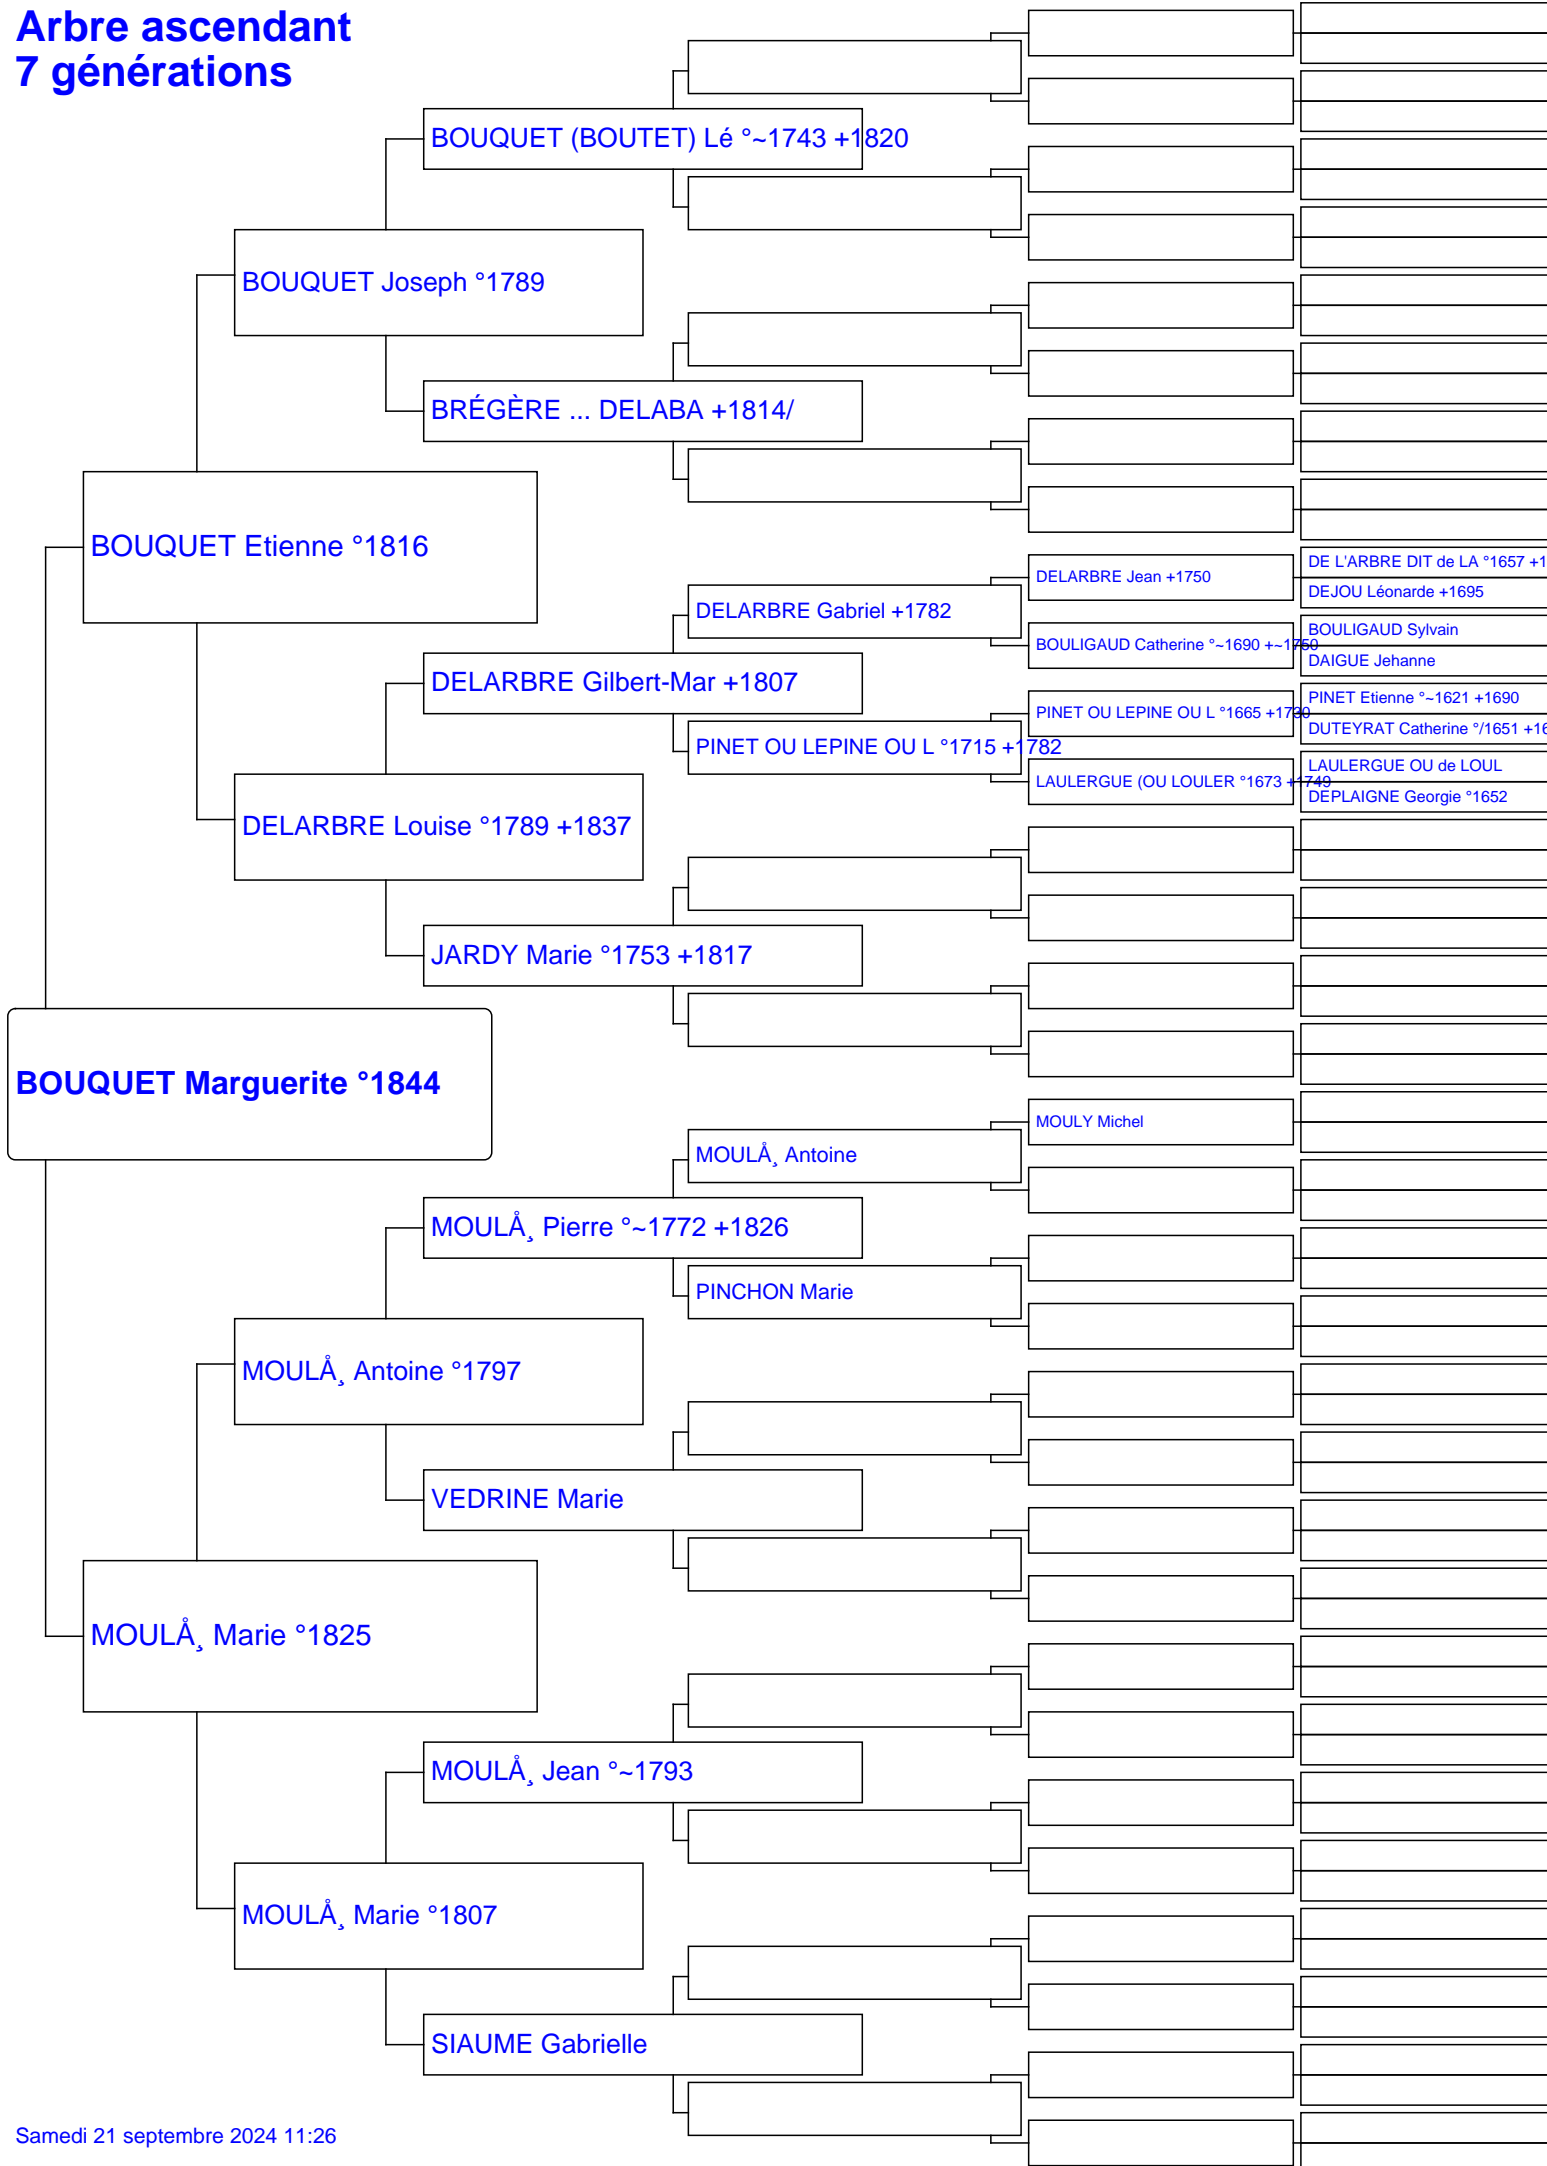 Arbre ascendant
7 générations
BOUQUET (BOUTET) Lé °~1743 +1820
BOUQUET Joseph °1789
BRÉGÈRE ... DELABA +1814/
BOUQUET Etienne °1816
DE L'ARBRE DIT de LA °1657 +1
DELARBRE Jean +1750
DEJOU Léonarde +1695
DELARBRE Gabriel +1782
BOULIGAUD Sylvain
BOULIGAUD Catherine °~1690 +~1750
DAIGUE Jehanne
DELARBRE Gilbert-Mar +1807
PINET Etienne °~1621 +1690
PINET OU LEPINE OU L °1665 +1730
DUTEYRAT Catherine °/1651 +16
PINET OU LEPINE OU L °1715 +1782
LAULERGUE OU de LOUL
LAULERGUE (OU LOULER °1673 +1749
DEPLAIGNE Georgie °1652
DELARBRE Louise °1789 +1837
JARDY Marie °1753 +1817
BOUQUET Marguerite °1844
MOULY Michel
MOULÅ¸ Antoine
MOULÅ¸ Pierre °~1772 +1826
PINCHON Marie
MOULÅ¸ Antoine °1797
VEDRINE Marie
MOULÅ¸ Marie °1825
MOULÅ¸ Jean °~1793
MOULÅ¸ Marie °1807
SIAUME Gabrielle
Samedi 21 septembre 2024 11:26